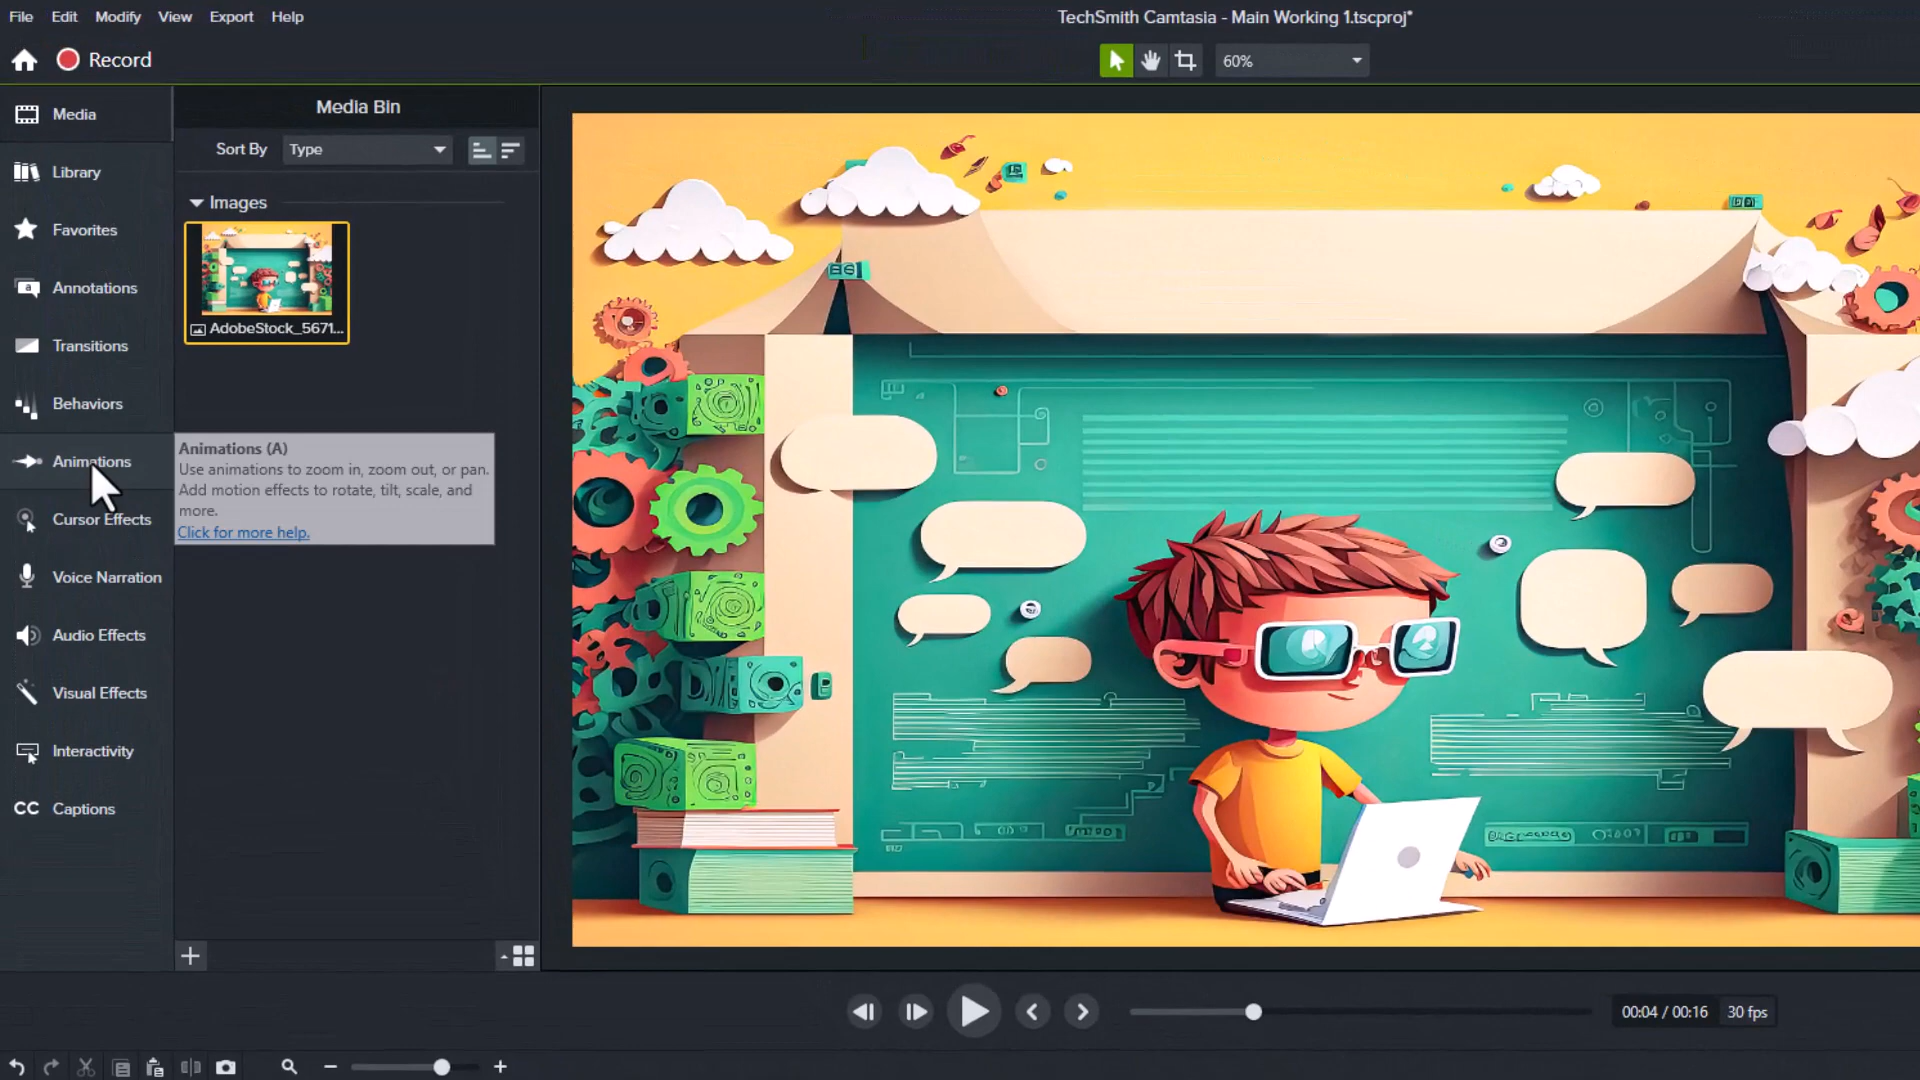 File Edit Modify View Export Help
TechSmith Camtasia - Main Working 1.tscproj*
Record
60%
Media
Media Bin
Sort By Type
Library
Images
Favorites
Annotations
AdobeStock_5671...
Transitions
Behaviors
Animations
Animations (A)
Use animations to zoom in, zoom out, or pan.
Add motion effects to rotate, tilt, scale, and
more.
Click for more help.
Cursor Effects
Voice Narration
Audio Effects
Visual Effects
Interactivity
CC Captions
00:04 / 00:16 30 fps